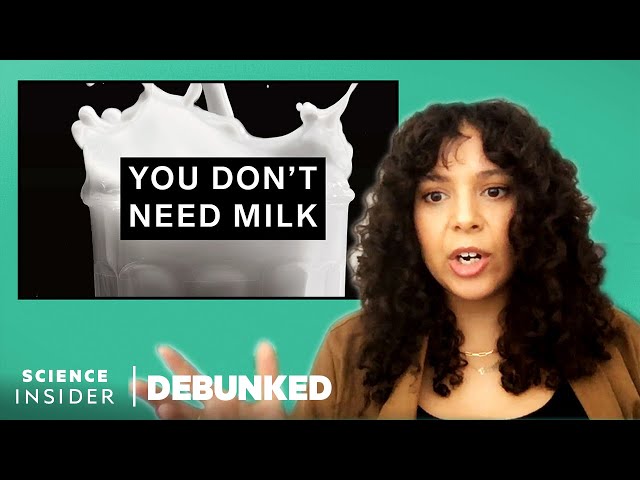 YOU DON'T
NEED MILK
SCIENCE
INSIDER
DEBUNKED